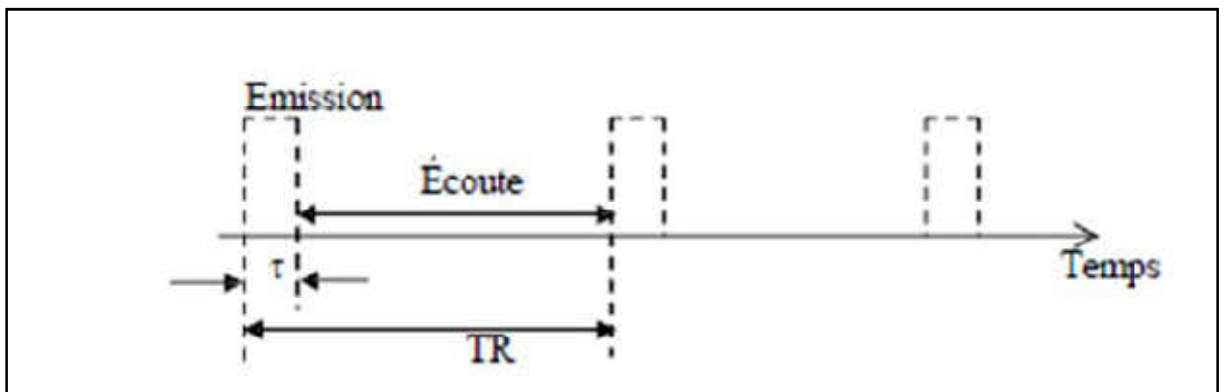 Emission
Écoute
τ
Temps
TR